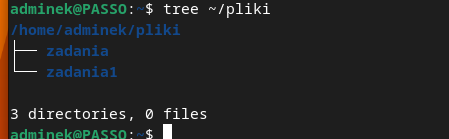 adminek@PASSO:~$ tree ~/pliki
/home/adminek/pliki
├── zadania
└── zadania1

3 directories, 0 files
adminek@PASSO:~$